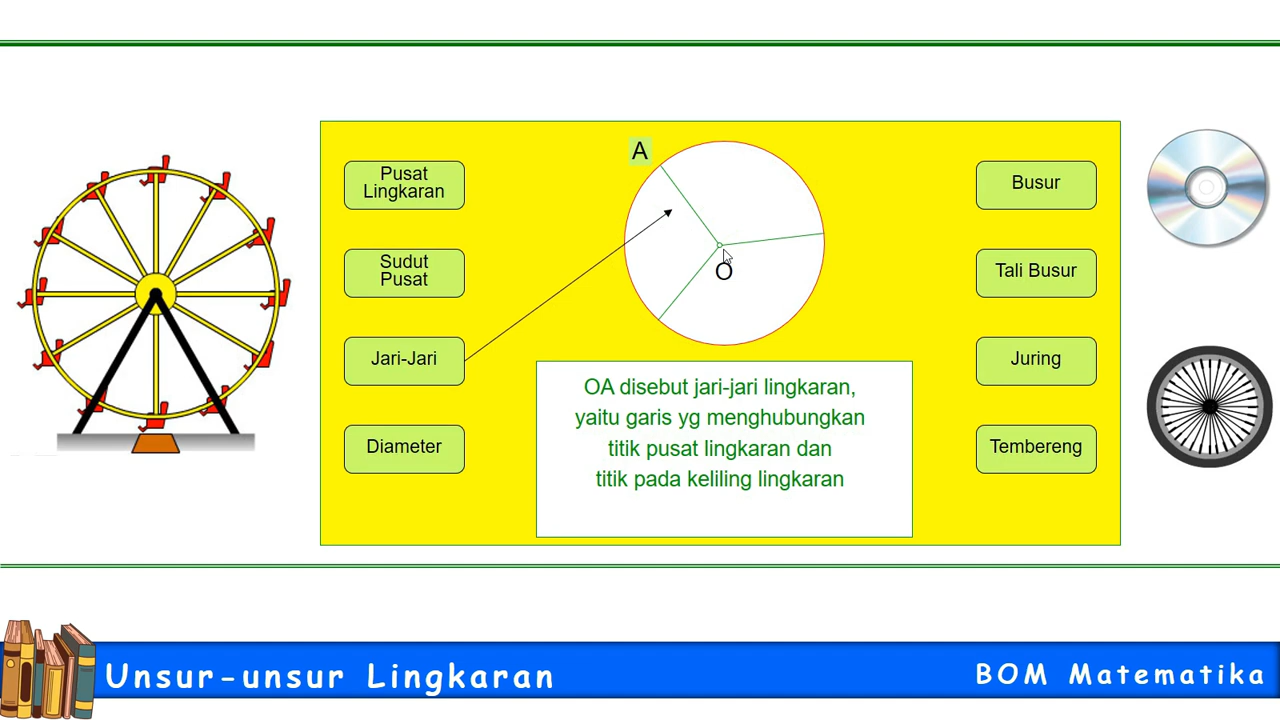 Pusat
Lingkaran
Sudut
Pusat
Jari-Jari
Diameter
A
O
OA disebut jari-jari lingkaran,
yaitu garis yg menghubungkan
titik pusat lingkaran dan
titik pada keliling lingkaran
Busur
Tali Busur
Juring
Tembereng
Unsur-unsur Lingkaran
BOM Matematika